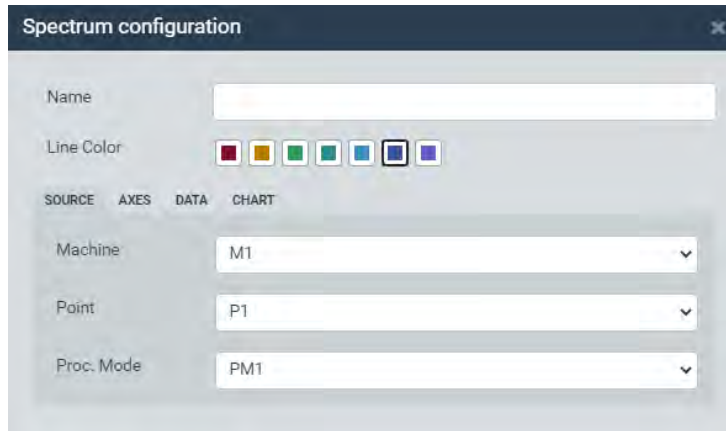 Spectrum configuration
Name
Line Color
SOURCE AXES DATA CHART
Machine M1
Point P1
Proc. Mode PM1